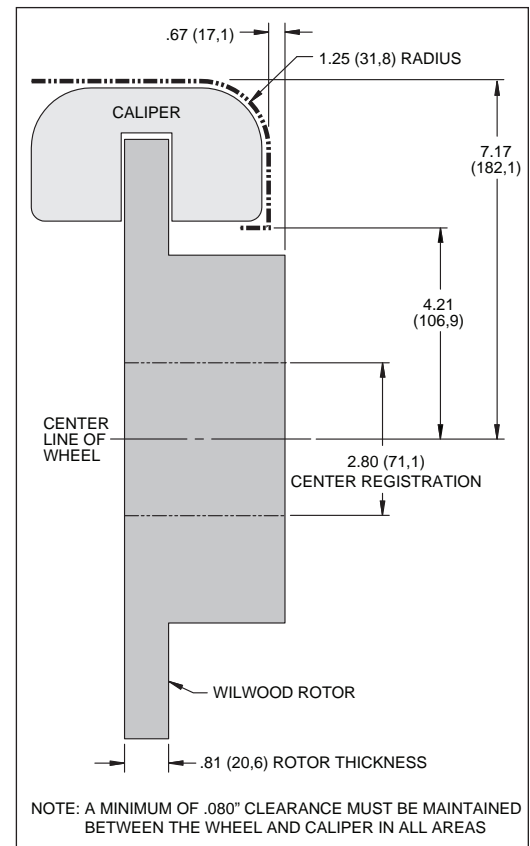 .67 (17,1)
1.25 (31,8) RADIUS
CALIPER
7.17
(182,1)
4.21
(106,9)
CENTER
LINE OF
WHEEL
2.80 (71,1)
CENTER REGISTRATION
WILWOOD ROTOR
.81 (20,6) ROTOR THICKNESS
NOTE: A MINIMUM OF .080" CLEARANCE MUST BE MAINTAINED
BETWEEN THE WHEEL AND CALIPER IN ALL AREAS